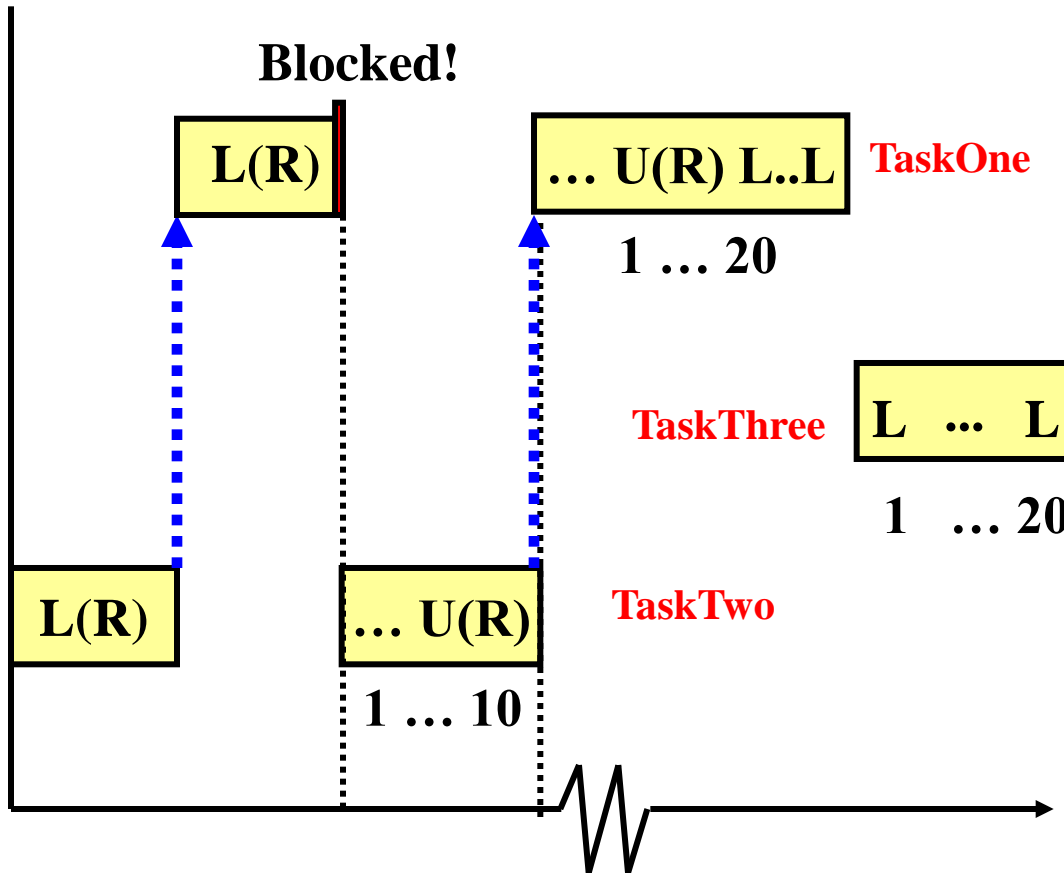 Blocked!
L(R)
… U(R) L..L
TaskOne
1 … 20
TaskThree
L ... L
1 … 20
L(R)
… U(R)
TaskTwo
1 … 10